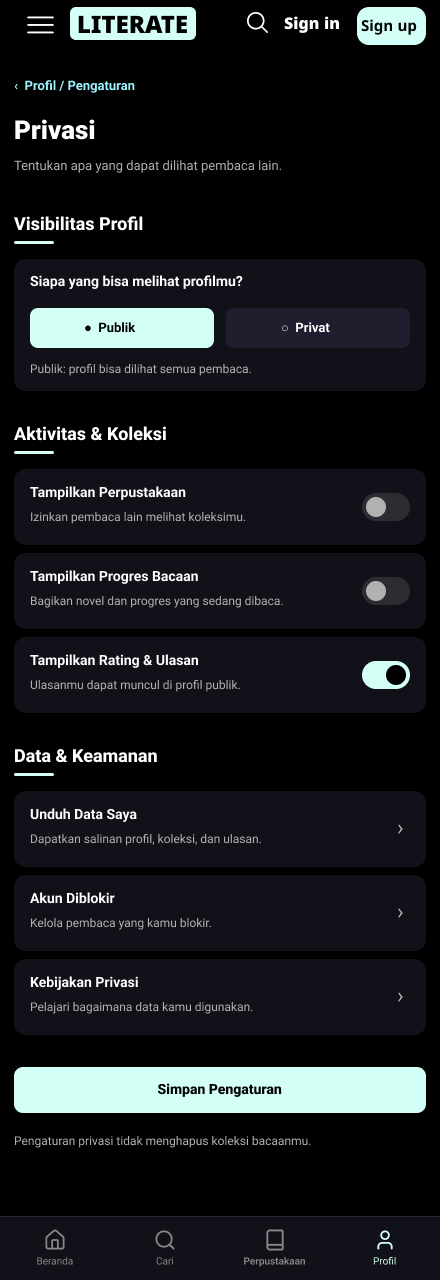 LITERATE
Sign in
Sign up
‹ Profil / Pengaturan
Privasi
Tentukan apa yang dapat dilihat pembaca lain.
Visibilitas Profil
Siapa yang bisa melihat profilmu?
● Publik
○ Privat
Publik: profil bisa dilihat semua pembaca.
Aktivitas & Koleksi
Tampilkan Perpustakaan
Izinkan pembaca lain melihat koleksimu.
Tampilkan Progres Bacaan
Bagikan novel dan progres yang sedang dibaca.
Tampilkan Rating & Ulasan
Ulasanmu dapat muncul di profil publik.
Data & Keamanan
Unduh Data Saya
Dapatkan salinan profil, koleksi, dan ulasan.
›
Akun Diblokir
Kelola pembaca yang kamu blokir.
›
Kebijakan Privasi
Pelajari bagaimana data kamu digunakan.
›
Simpan Pengaturan
Pengaturan privasi tidak menghapus koleksi bacaanmu.
Beranda
Cari
Perpustakaan
Profil